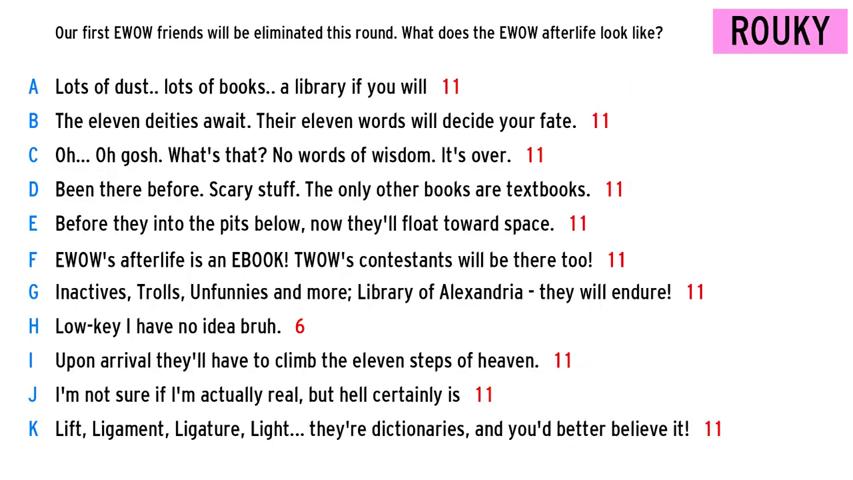 Our first EWOW friends will be eliminated this round. What does the EWOW afterlife look like?
ROUKY
A Lots of dust.. lots of books.. a library if you will 11
B The eleven deities await. Their eleven words will decide your fate. 11
C Oh... Oh gosh. What's that? No words of wisdom. It's over. 11
D Been there before. Scary stuff. The only other books are textbooks. 11
E Before they into the pits below, now they'll float toward space. 11
F EWOW's afterlife is an EBOOK! TWOW's contestants will be there too! 11
G Inactives, Trolls, Unfunnies and more; Library of Alexandria - they will endure! 11
H Low-key I have no idea bruh. 6
I Upon arrival they'll have to climb the eleven steps of heaven. 11
J I'm not sure if I'm actually real, but hell certainly is 11
K Lift, Ligament, Ligature, Light... they're dictionaries, and you'd better believe it! 11